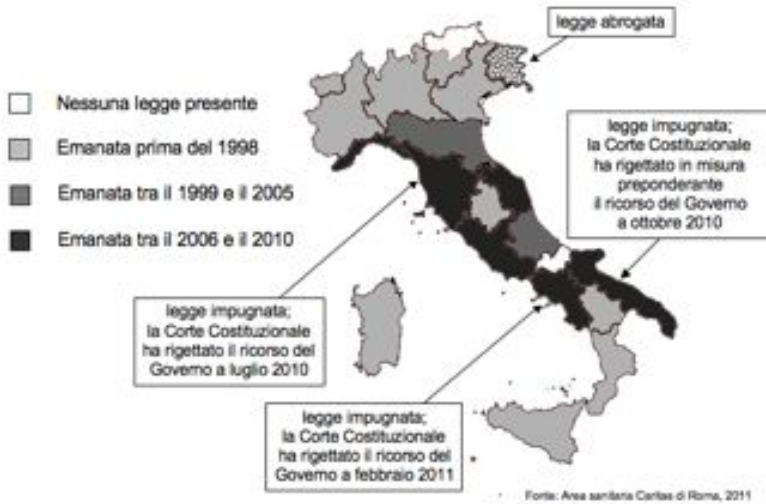 legge abrogata
Nessuna legge presente
Emanata prima del 1998
Emanata tra il 1999 e il 2005
Emanata tra il 2006 e il 2010
legge impugnata;
la Corte Costituzionale
ha rigettato in misura
preponderante
il ricorso del Governo
a ottobre 2010
legge impugnata;
la Corte Costituzionale
ha rigettato il ricorso del
Governo a luglio 2010
legge impugnata;
la Corte Costituzionale
ha rigettato il ricorso del
Governo a febbraio 2011
Fonte: Area sanitaria Caritas di Roma, 2011